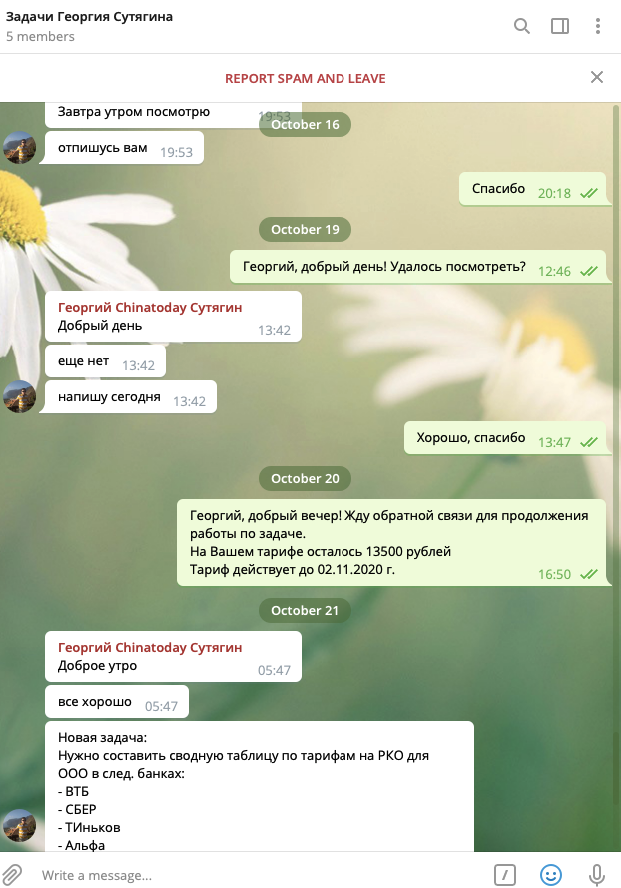 Задачи Георгия Сутягина
5 members
REPORT SPAM AND LEAVE
Завтра утром посмотрю 19:53
October 16
отпишусь вам 19:53
Спасибо 20:18
October 19
Георгий, добрый день! Удалось посмотреть? 12:46
Георгий Chinatoday Сутягин
Добрый день 13:42
еще нет 13:42
напишу сегодня 13:42
Хорошо, спасибо 13:47
October 20
Георгий, добрый вечер! Жду обратной связи для продолжения
работы по задаче.
На Вашем тарифе осталось 13500 рублей
Тариф действует до 02.11.2020 г.
16:50
October 21
Георгий Chinatoday Сутягин
Доброе утро 05:47
все хорошо 05:47
Новая задача:
Нужно составить сводную таблицу по тарифам на РКО для
ООО в след. банках:
- ВТБ
- СБЕР
- ТИньков
- Альфа
Write a message...